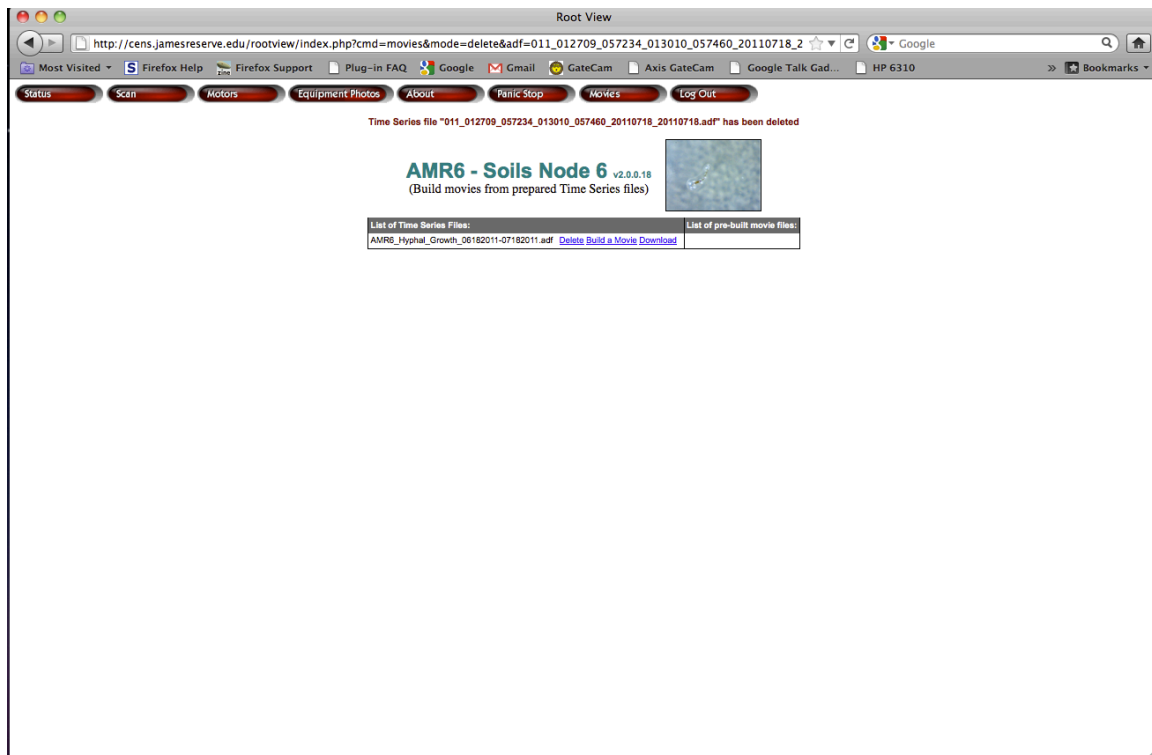 Root View
http://cens.jamesreserve.edu/rootview/index.php?cmd=movies&mode=delete&adf=011_012709_057234_013010_057460_20110718_2 Google
Most Visited Firefox Help Firefox Support Plug-in FAQ Google Gmail GateCam Axis GateCam Google Talk Gad... HP 6310 » Bookmarks
Status Scan Motors Equipment Photos About Panic Stop Movies Log Out
Time Series file "011_012709_057234_013010_057460_20110718_20110718.adf" has been deleted
AMR6 - Soils Node 6 v2.0.0.18
(Build movies from prepared Time Series files)
List of Time Series Files: List of pre-built movie files:
AMR6_Hyphal_Growth_06182011-07182011.adf Delete Build a Movie Download